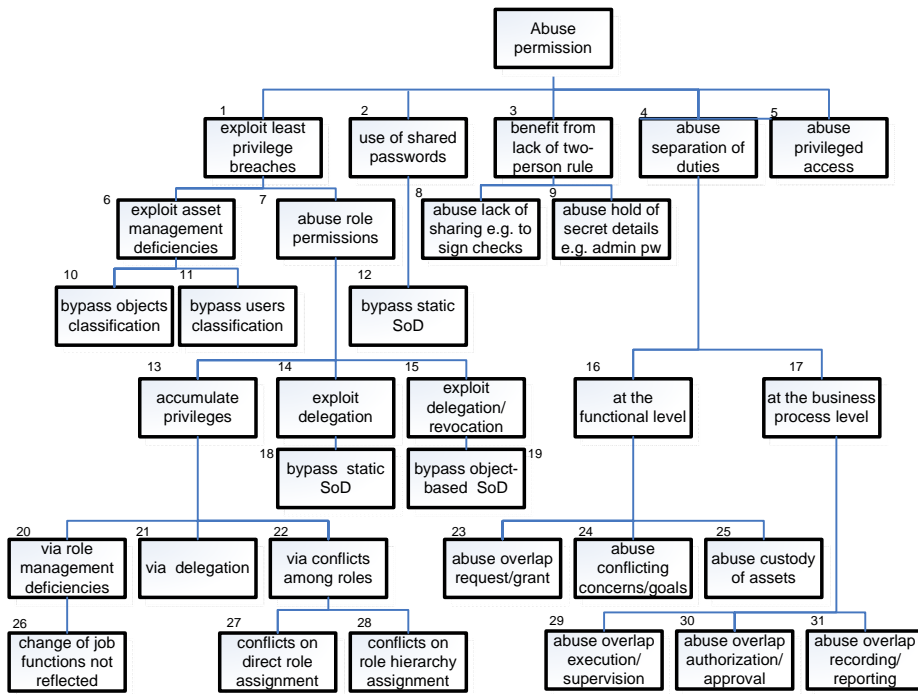 Abuse
permission
1
exploit least
privilege
breaches
2
use of shared
passwords
3
benefit from
lack of two-
person rule
4
abuse
separation of
duties
5
abuse
privileged
access
6
exploit asset
management
deficiencies
7
abuse role
permissions
8
abuse lack of
sharing e.g. to
sign checks
9
abuse hold of
secret details
e.g. admin pw
10
bypass objects
classification
11
bypass users
classification
12
bypass static
SoD
13
accumulate
privileges
14
exploit
delegation
15
exploit
delegation/
revocation
16
at the
functional level
17
at the business
process level
18
bypass static
SoD
19
bypass object-
based SoD
20
via role
management
deficiencies
21
via delegation
22
via conflicts
among roles
23
abuse overlap
request/grant
24
abuse
conflicting
concerns/goals
25
abuse custody
of assets
26
change of job
functions not
reflected
27
conflicts on
direct role
assignment
28
conflicts on
role hierarchy
assignment
29
abuse overlap
execution/
supervision
30
abuse overlap
authorization/
approval
31
abuse overlap
recording/
reporting